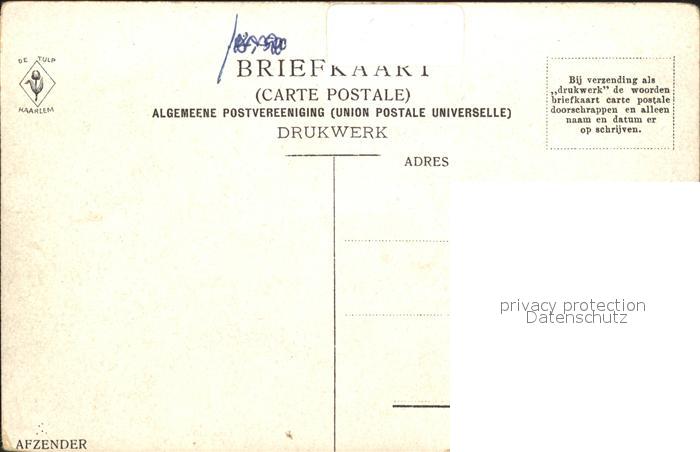 DE TULP
HAARLEM
BRIEFKAART
(CARTE POSTALE)
ALGEMEENE POSTVEREENIGING (UNION POSTALE UNIVERSELLE)
DRUKWERK
Bij verzending als
„drukwerk" de woorden
briefkaart carte postale
doorschrappen en alleen
naam en datum er
op schrijven.
ADRES
privacy protection
Datenschutz
AFZENDER